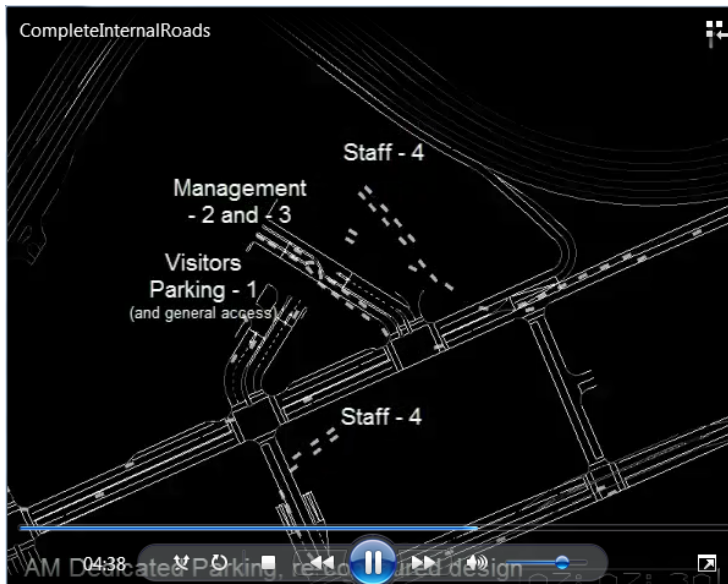 CompleteInternalRoads
Staff - 4
Management
- 2 and - 3
Visitors
Parking - 1
(and general access)
Staff - 4
04:38
AM Dedicated Parking, design